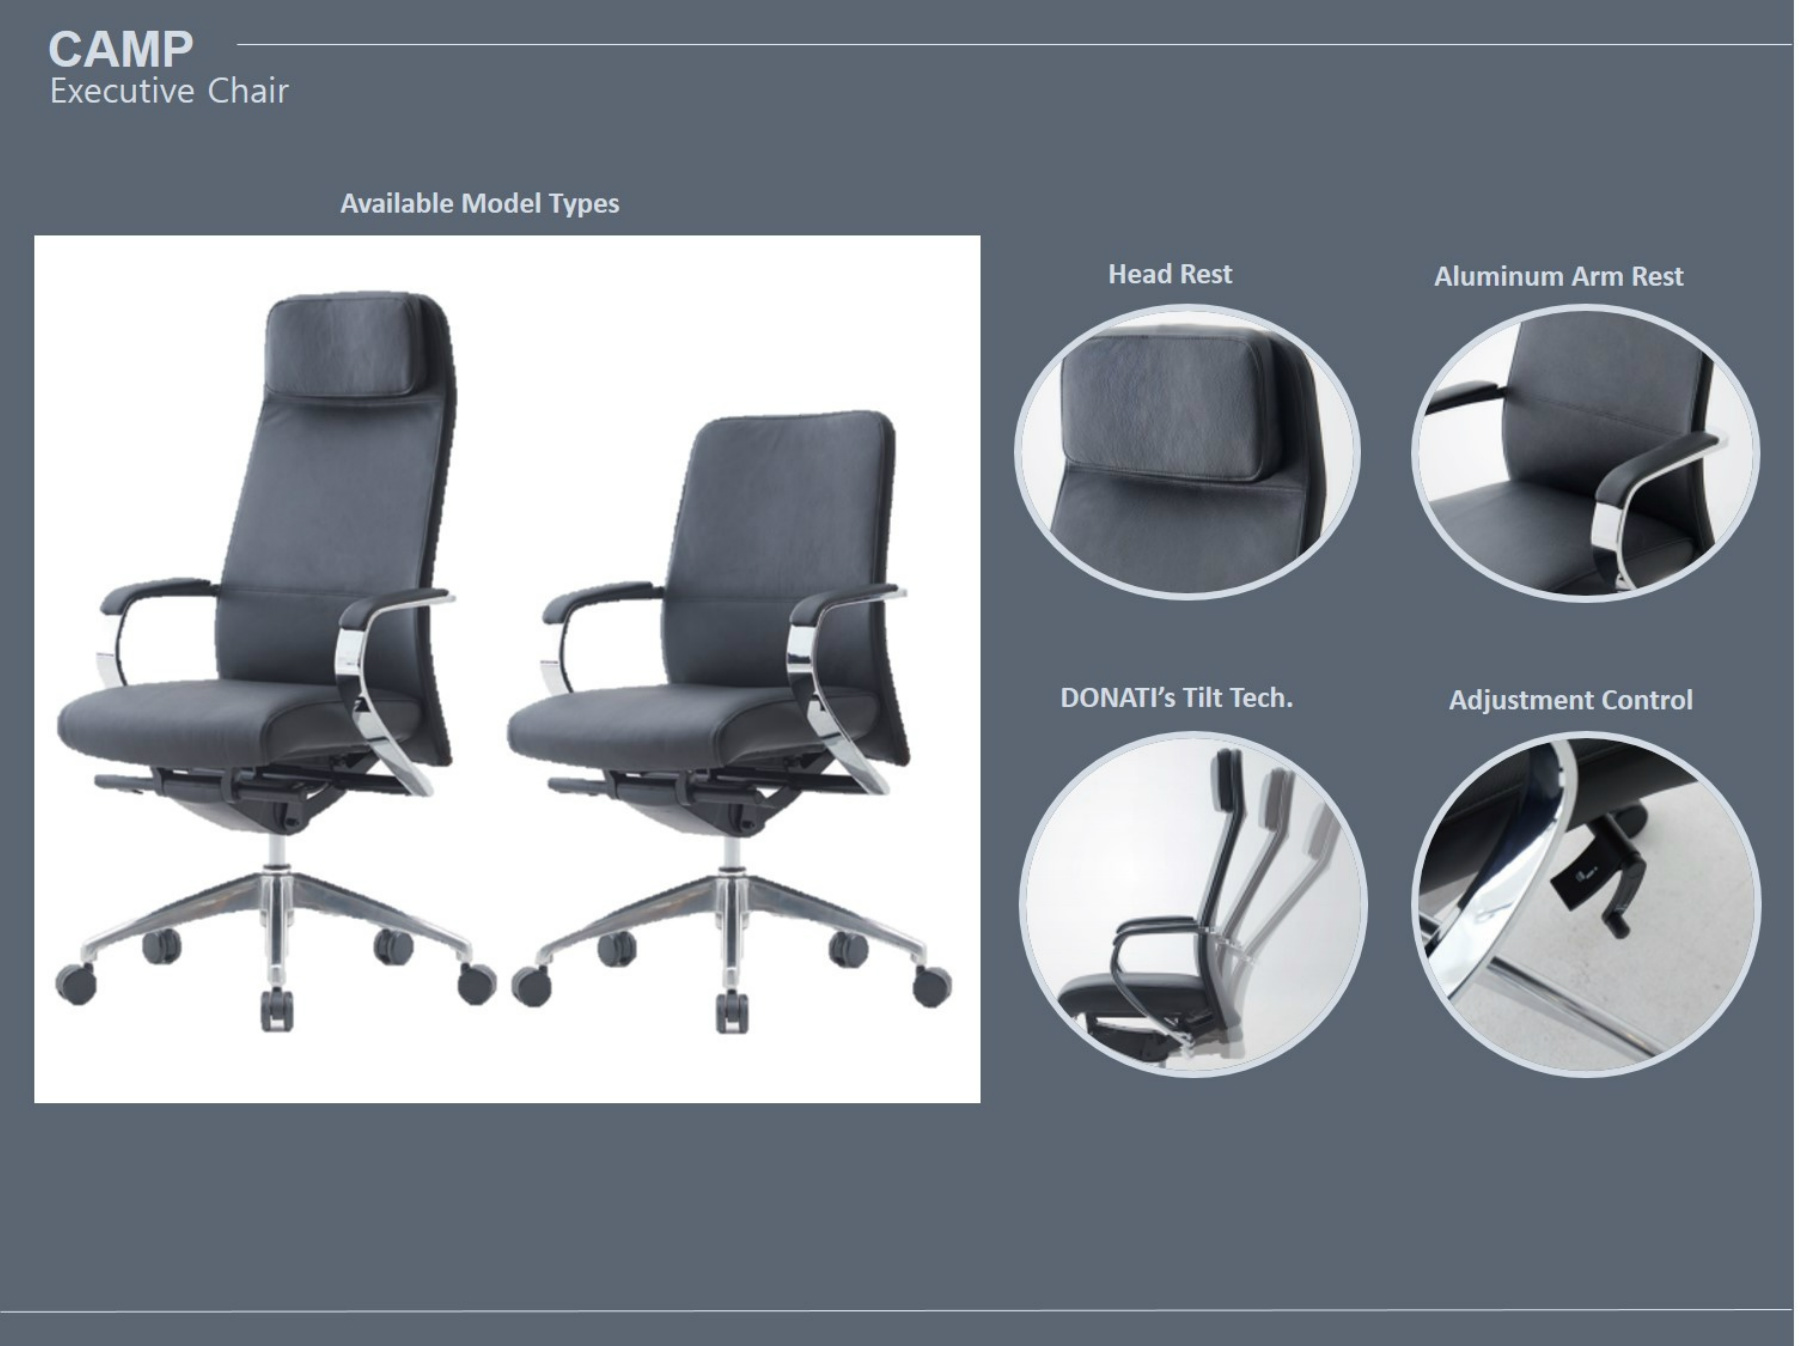 CAMP
Executive Chair
Available Model Types
Head Rest
Aluminum Arm Rest
DONATI's Tilt Tech.
Adjustment Control